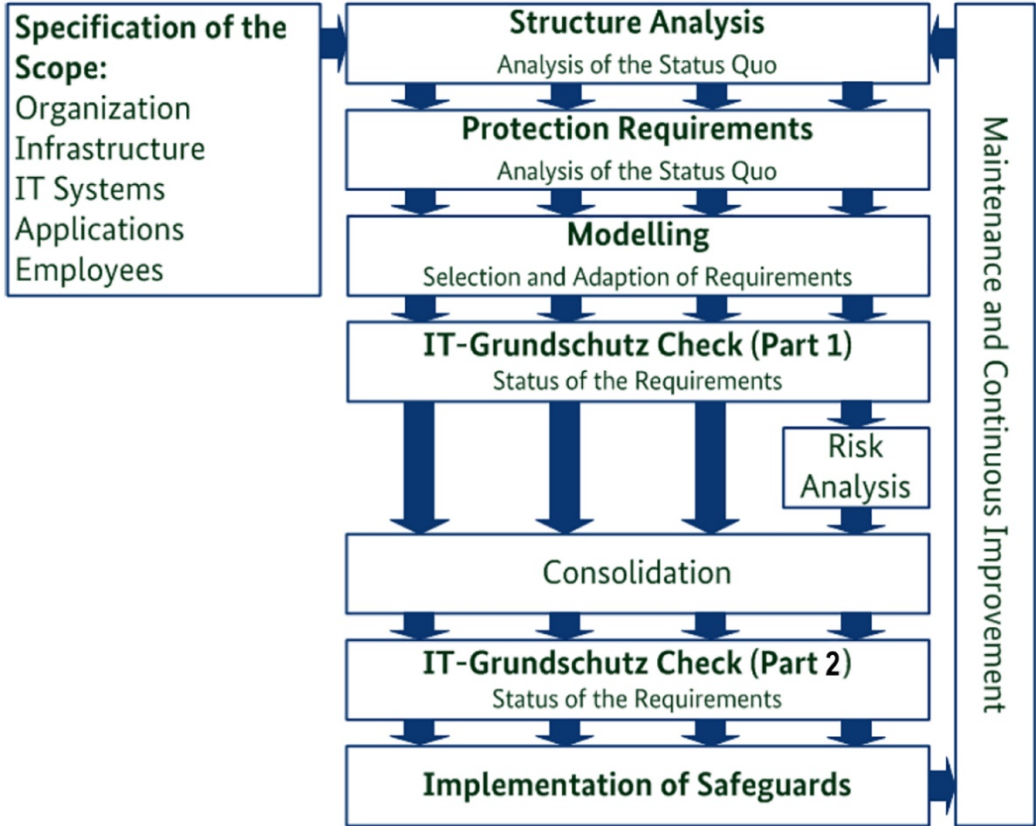 Specification of the
Scope:
Organization
Infrastructure
IT Systems
Applications
Employees
Structure Analysis
Analysis of the Status Quo
Protection Requirements
Analysis of the Status Quo
Modelling
Selection and Adaption of Requirements
IT-Grundschutz Check (Part 1)
Status of the Requirements
Risk
Analysis
Consolidation
IT-Grundschutz Check (Part 2)
Status of the Requirements
Implementation of Safeguards
Maintenance and Continuous Improvement